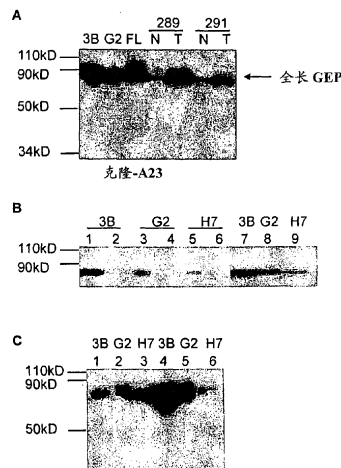 A
289 291
3B G2 FL N T N T
110kD
90kD
全长 GEP
50kD
34kD
克隆-A23
B
3B G2 H7 3B G2 H7
1 2 3 4 5 6 7 8 9
110kD
90kD
C
3B G2 H7 3B G2 H7
1 2 3 4 5 6
110kD
90kD
50kD